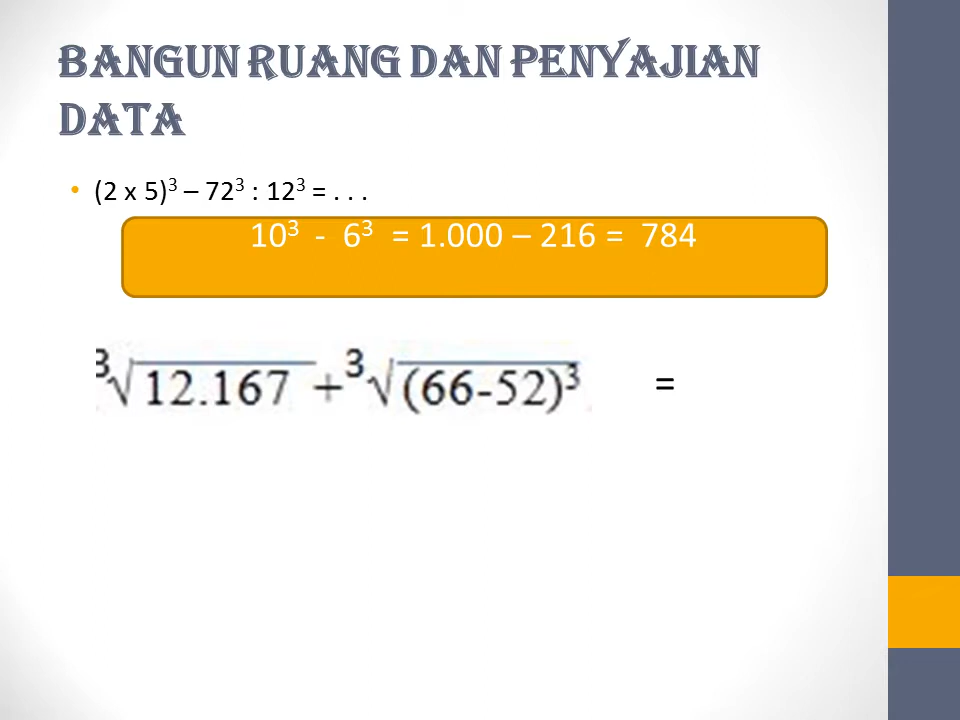 BANGUN RUANG DAN PENYAJIAN
DATA
• (2 x 5)³ – 72³ : 12³ = . . .
10³ - 6³ = 1.000 – 216 = 784
³√12.167 + ³√(66-52)³ =